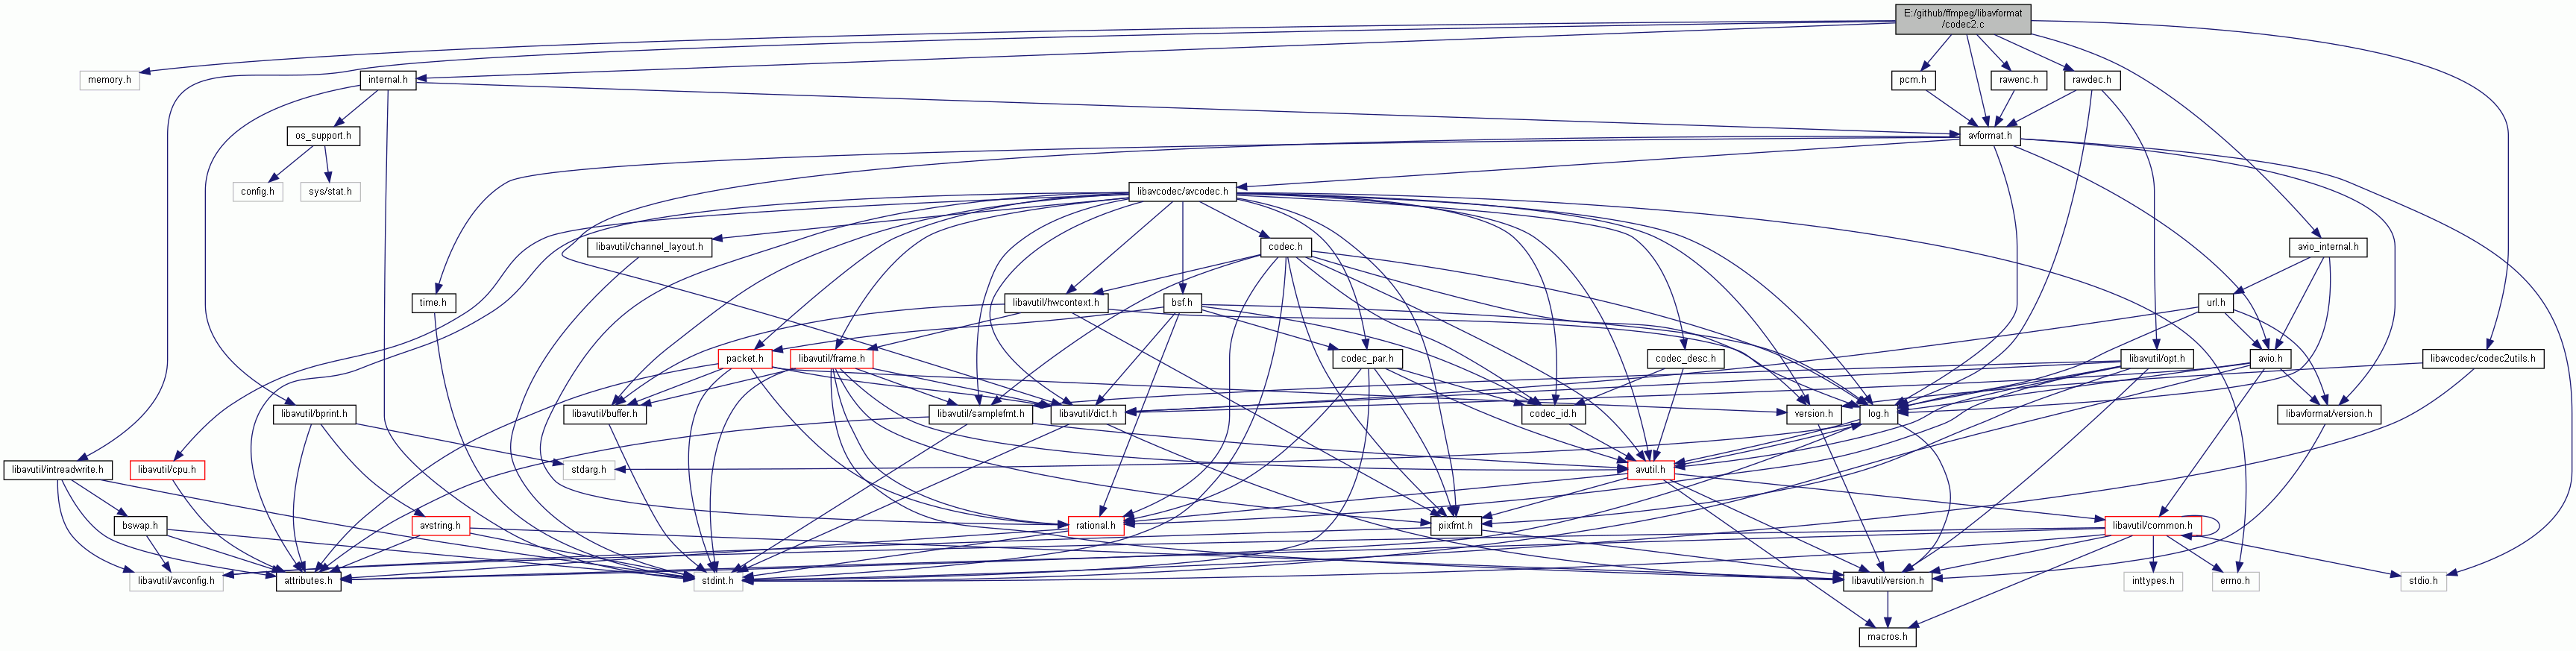 E:/github/ffmpeg/libavformat
/codec2.c
memory.h
internal.h
pcm.h
rawenc.h
rawdec.h
os_support.h
avformat.h
config.h
sys/stat.h
libavcodec/avcodec.h
libavutil/channel_layout.h
codec.h
avio_internal.h
time.h
libavutil/hwcontext.h
bsf.h
url.h
packet.h
libavutil/frame.h
codec_par.h
codec_desc.h
libavutil/opt.h
avio.h
libavcodec/codec2utils.h
libavutil/bprint.h
libavutil/buffer.h
libavutil/samplefmt.h
libavutil/dict.h
codec_id.h
version.h
log.h
libavformat/version.h
libavutil/intreadwrite.h
libavutil/cpu.h
stdarg.h
avutil.h
bswap.h
avstring.h
rational.h
pixfmt.h
libavutil/common.h
libavutil/avconfig.h
attributes.h
stdint.h
libavutil/version.h
inttypes.h
errno.h
stdio.h
macros.h